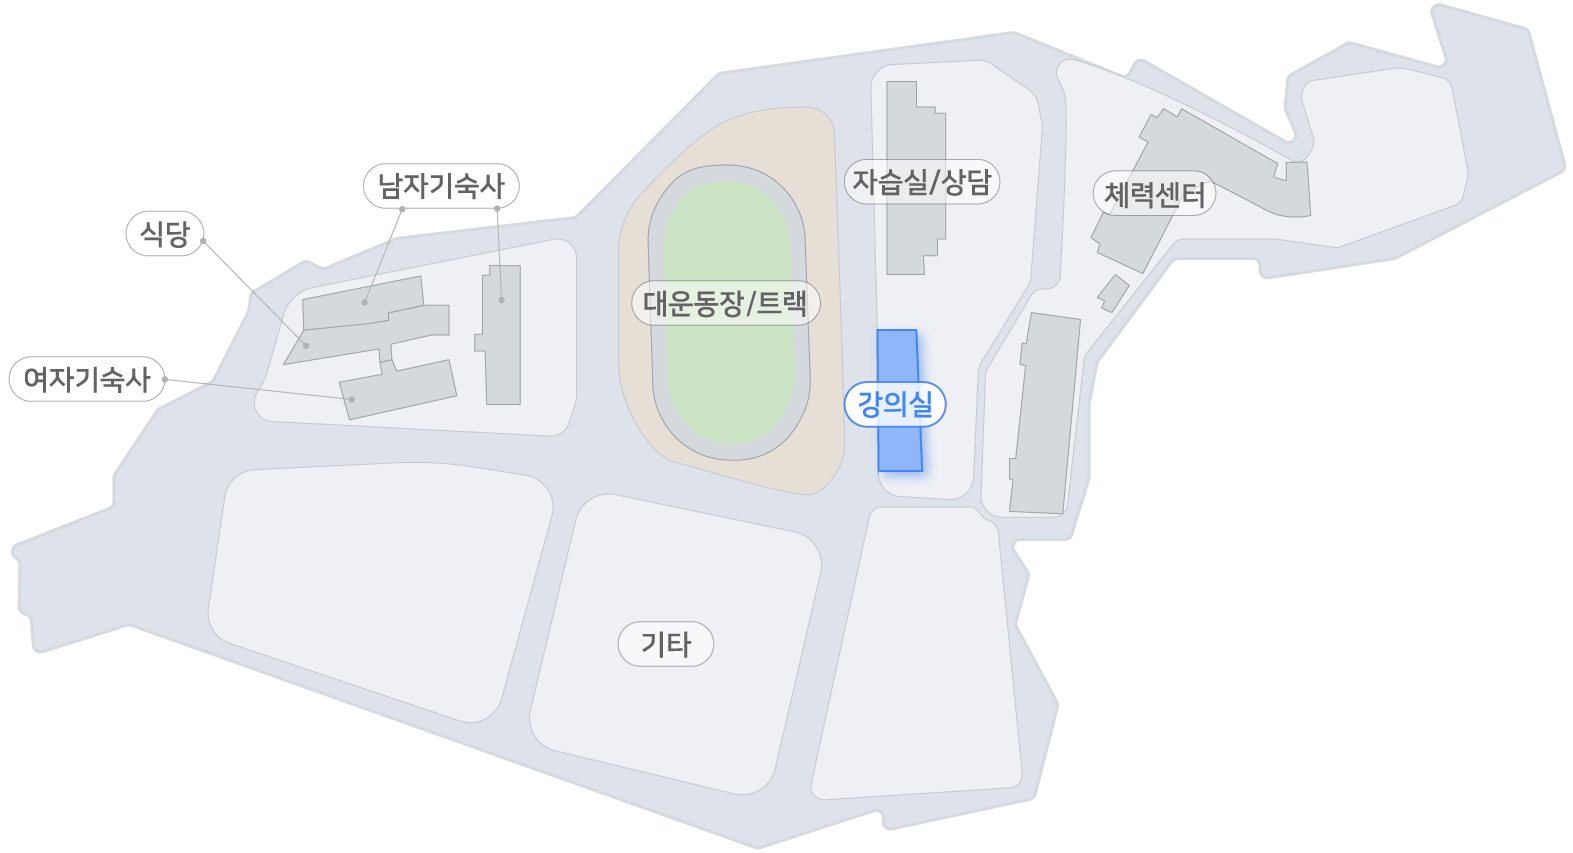 남자기숙사
식당
여자기숙사
대운동장/트랙
자습실/상담
체력센터
강의실
기타